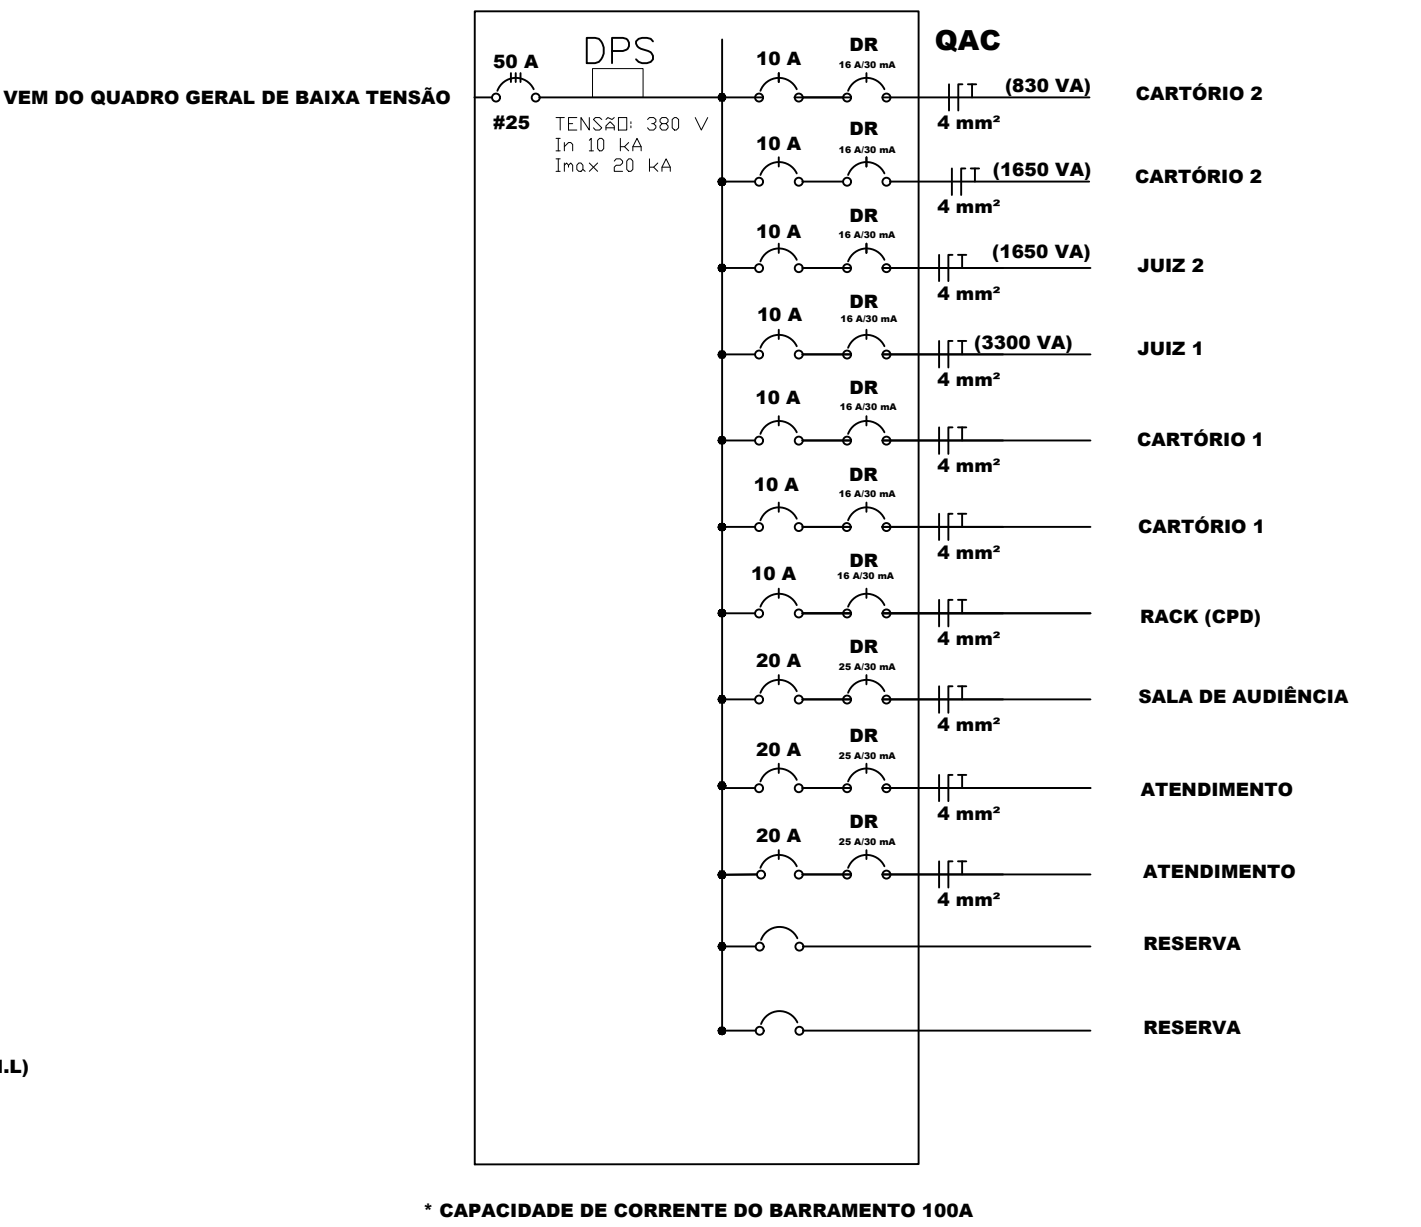 QAC
50 A
DPS
VEM DO QUADRO GERAL DE BAIXA TENSÃO
#25
TENSÃO: 380 V
In 10 kA
Imax 20 kA
10 A
DR
16 A/30 mA
(830 VA)
4 mm²
CARTÓRIO 2
10 A
DR
16 A/30 mA
(1650 VA)
4 mm²
CARTÓRIO 2
10 A
DR
16 A/30 mA
(1650 VA)
4 mm²
JUIZ 2
10 A
DR
16 A/30 mA
(3300 VA)
4 mm²
JUIZ 1
10 A
DR
16 A/30 mA
4 mm²
CARTÓRIO 1
10 A
DR
16 A/30 mA
4 mm²
CARTÓRIO 1
10 A
DR
16 A/30 mA
4 mm²
RACK (CPD)
20 A
DR
25 A/30 mA
4 mm²
SALA DE AUDIÊNCIA
20 A
DR
25 A/30 mA
4 mm²
ATENDIMENTO
20 A
DR
25 A/30 mA
4 mm²
ATENDIMENTO
RESERVA
RESERVA
.L)
* CAPACIDADE DE CORRENTE DO BARRAMENTO 100A